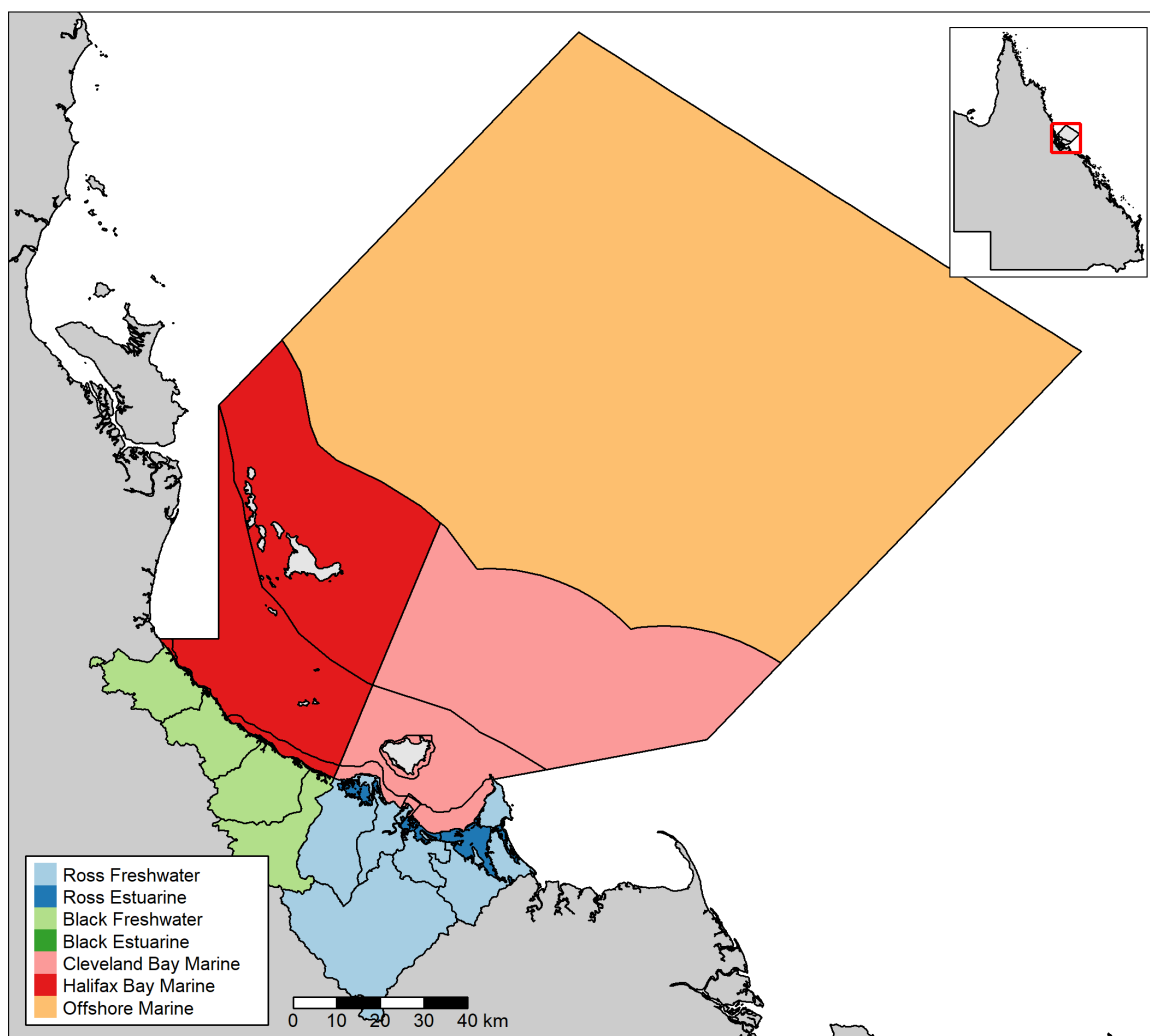 Ross Freshwater
Ross Estuarine
Black Freshwater
Black Estuarine
Cleveland Bay Marine
Halifax Bay Marine
Offshore Marine
0 10 20 30 40 km